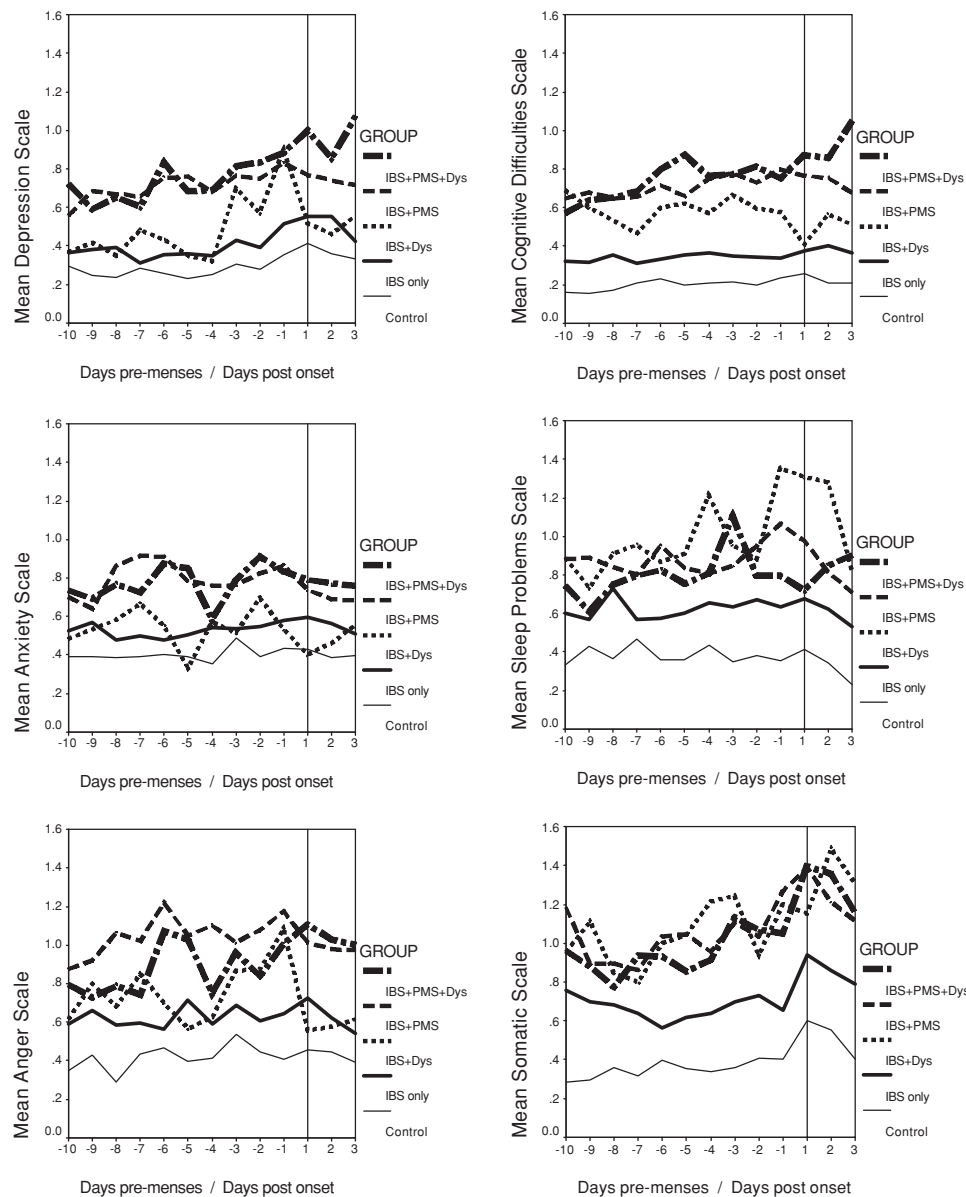 Mean Depression Scale
1.6
1.4
1.2
1.0
.8
.6
.4
.2
0.0
-10 -9 -8 -7 -6 -5 -4 -3 -2 -1 1 2 3
Days pre-menses / Days post onset
GROUP
IBS+PMS+Dys
IBS+PMS
IBS+Dys
IBS only
Control
Mean Cognitive Difficulties Scale
1.6
1.4
1.2
1.0
.8
.6
.4
.2
0.0
-10 -9 -8 -7 -6 -5 -4 -3 -2 -1 1 2 3
Days pre-menses / Days post onset
GROUP
IBS+PMS+Dys
IBS+PMS
IBS+Dys
IBS only
Control
Mean Anxiety Scale
1.6
1.4
1.2
1.0
.8
.6
.4
.2
0.0
-10 -9 -8 -7 -6 -5 -4 -3 -2 -1 1 2 3
Days pre-menses / Days post onset
GROUP
IBS+PMS+Dys
IBS+PMS
IBS+Dys
IBS only
Control
Mean Sleep Problems Scale
1.6
1.4
1.2
1.0
.8
.6
.4
.2
0.0
-10 -9 -8 -7 -6 -5 -4 -3 -2 -1 1 2 3
Days pre-menses / Days post onset
GROUP
IBS+PMS+Dys
IBS+PMS
IBS+Dys
IBS only
Control
Mean Anger Scale
1.6
1.4
1.2
1.0
.8
.6
.4
.2
0.0
-10 -9 -8 -7 -6 -5 -4 -3 -2 -1 1 2 3
Days pre-menses / Days post onset
GROUP
IBS+PMS+Dys
IBS+PMS
IBS+Dys
IBS only
Control
Mean Somatic Scale
1.6
1.4
1.2
1.0
.8
.6
.4
.2
0.0
-10 -9 -8 -7 -6 -5 -4 -3 -2 -1 1 2 3
Days pre-menses / Days post onset
GROUP
IBS+PMS+Dys
IBS+PMS
IBS+Dys
IBS only
Control